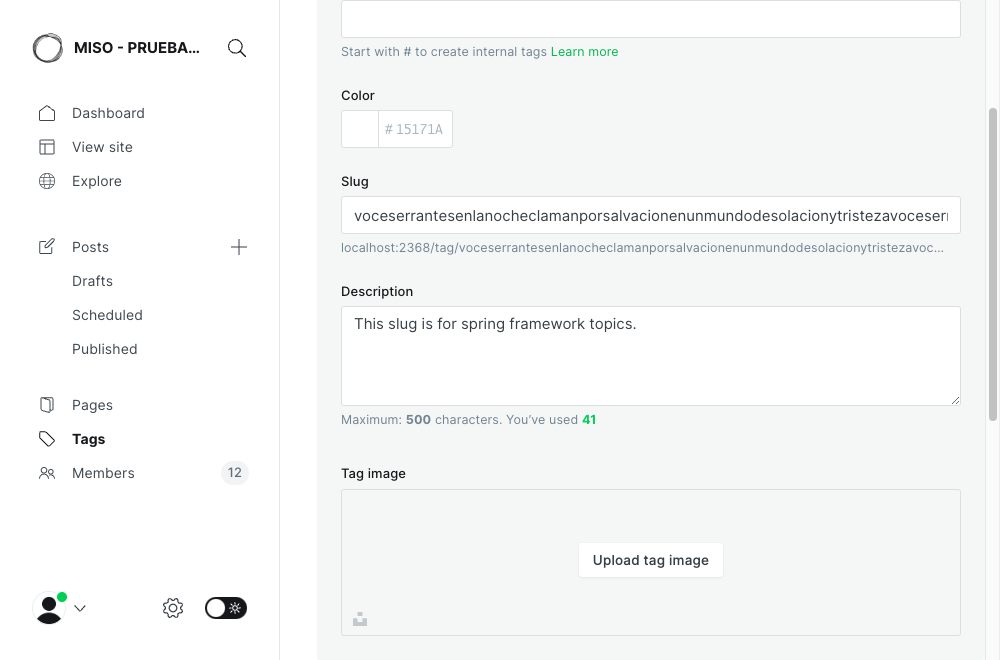 MISO - PRUEBA...
Dashboard
View site
Explore
Posts
Drafts
Scheduled
Published
Pages
Tags
Members 12
Start with # to create internal tags Learn more
Color
# 15171A
Slug
voceserrantesenlanocheclamanporsalvacionenunmundodesolacionytristezavoceser
localhost:2368/tag/voceserrantesenlanocheclamanporsalvacionenunmundodesolacionytristezavoc...
Description
This slug is for spring framework topics.
Maximum: 500 characters. You’ve used 41
Tag image
Upload tag image